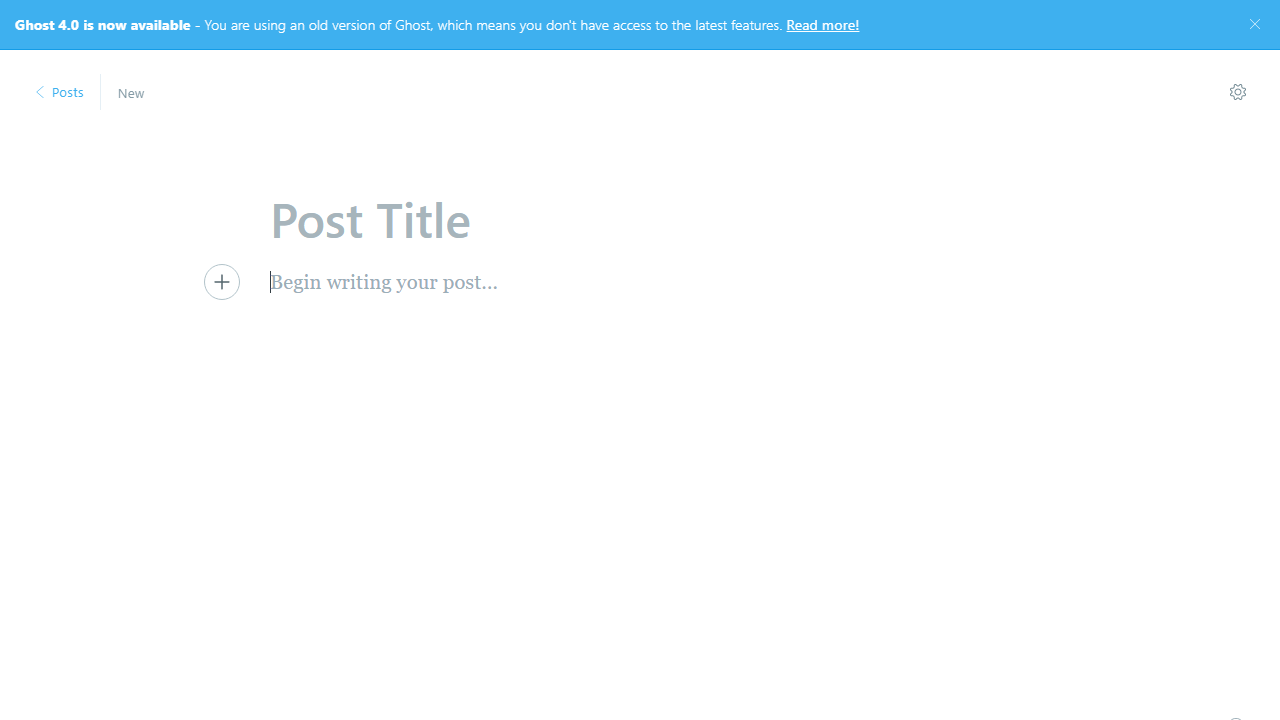 Ghost 4.0 is now available - You are using an old version of Ghost, which means you don't have access to the latest features. Read more!
Posts
New
Post Title
Begin writing your post...